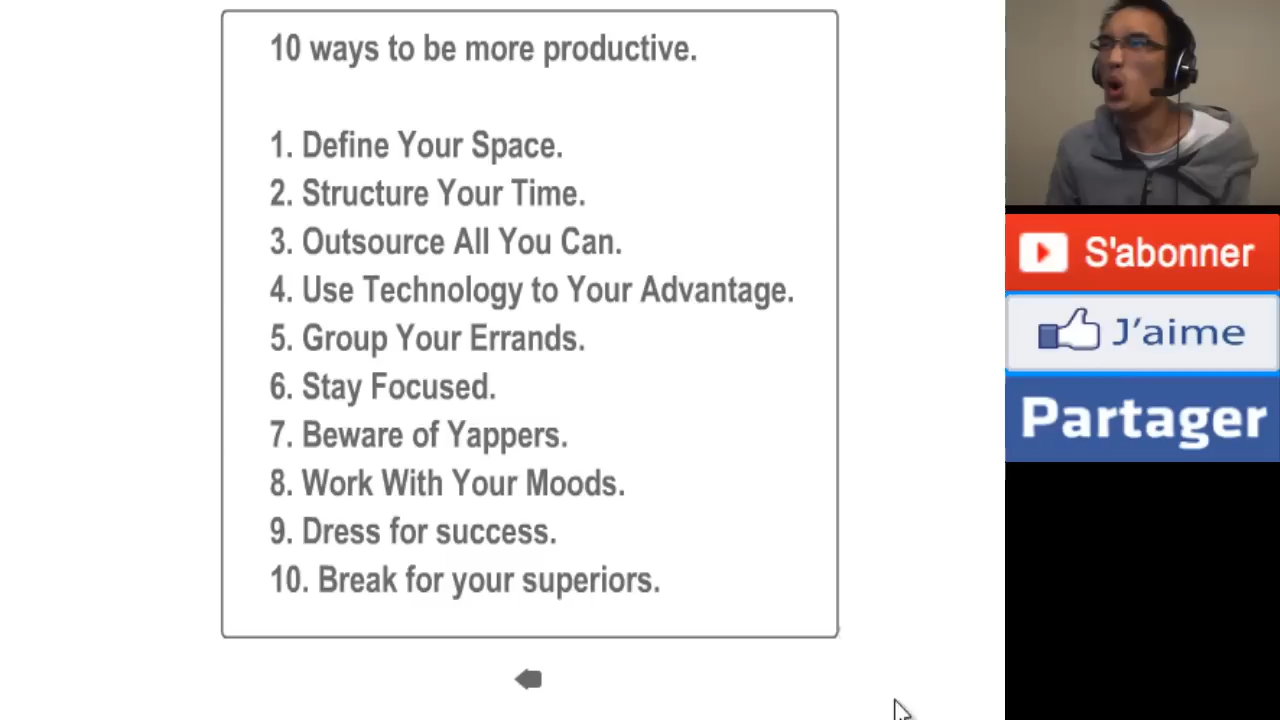 10 ways to be more productive.
1. Define Your Space.
2. Structure Your Time.
3. Outsource All You Can.
4. Use Technology to Your Advantage.
5. Group Your Errands.
6. Stay Focused.
7. Beware of Yappers.
8. Work With Your Moods.
9. Dress for success.
10. Break for your superiors.
S'abonner
J'aime
Partager